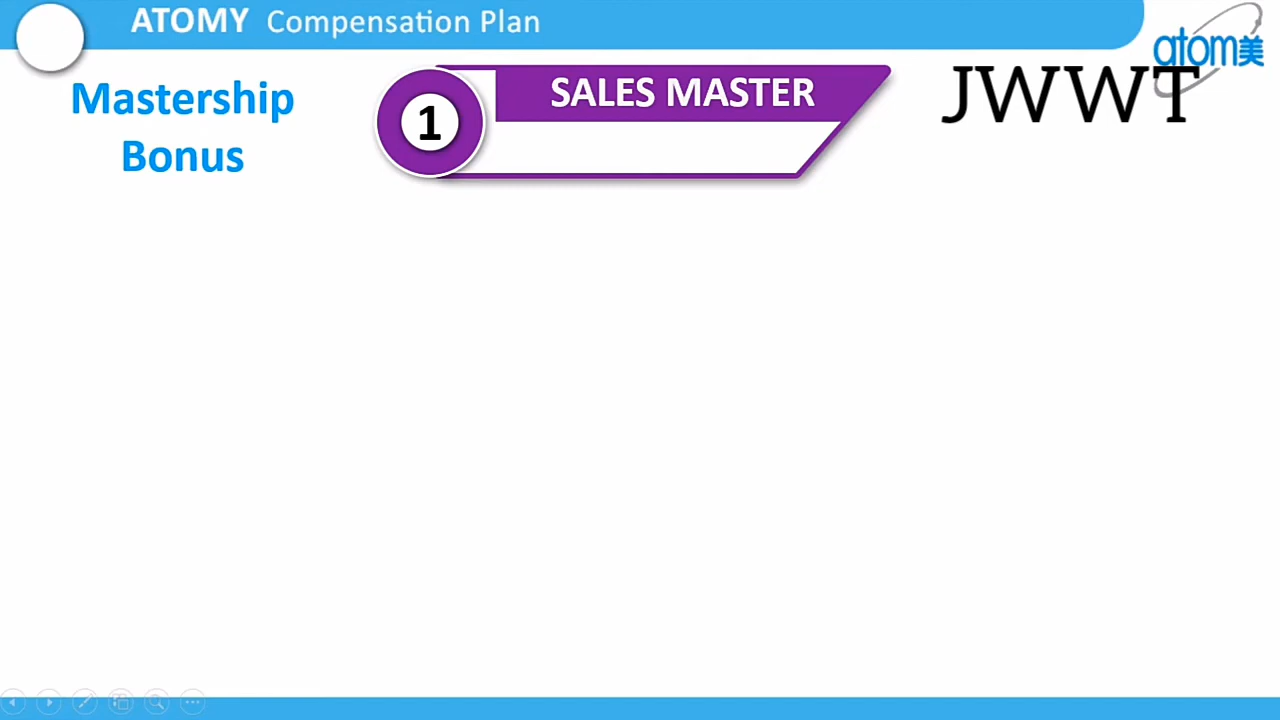 ATOMY Compensation Plan
atom美
Mastership
Bonus
1
SALES MASTER
JWWT